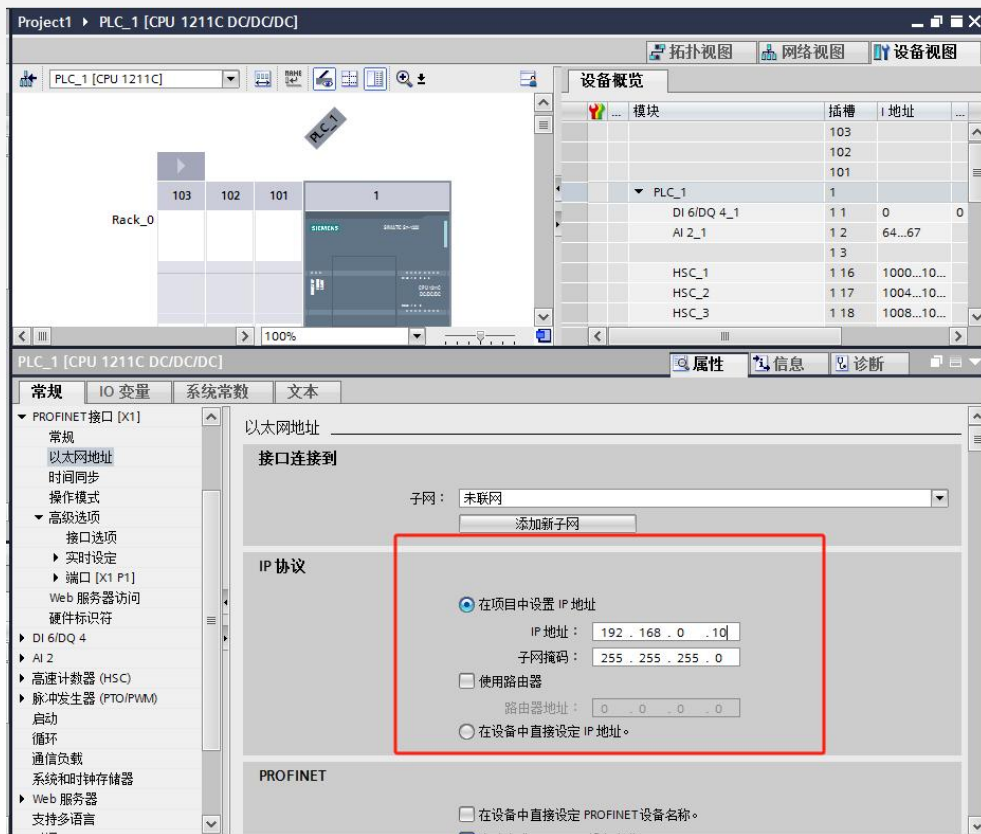 Project1 ▸ PLC_1 [CPU 1211C DC/DC/DC]
拓扑视图 网络视图 设备视图
PLC_1 [CPU 1211C]
设备概览
PLC_1
103 102 101 1
Rack_0
SIEMENS
100%
... 模块 插槽 I 地址 ...
103
102
101
PLC_1 1
DI 6/DQ 4_1 1 1 0 0
AI 2_1 1 2 64...67
1 3
HSC_1 1 16 1000...10...
HSC_2 1 17 1004...10...
HSC_3 1 18 1008...10...
PLC_1 [CPU 1211C DC/DC/DC]
属性 信息 诊断
常规 IO 变量 系统常数 文本
PROFINET接口 [X1]
常规
以太网地址
时间同步
操作模式
高级选项
接口选项
实时设定
端口 [X1 P1]
Web 服务器访问
硬件标识符
DI 6/DQ 4
AI 2
高速计数器 (HSC)
脉冲发生器 (PTO/PWM)
启动
循环
通信负载
系统和时钟存储器
Web 服务器
支持多语言
以太网地址
接口连接到
子网： 未联网
添加新子网
IP 协议
在项目中设置 IP 地址
IP 地址： 192 . 168 . 0 . 10
子网掩码： 255 . 255 . 255 . 0
使用路由器
路由器地址： 0 . 0 . 0 . 0
在设备中直接设定 IP 地址。
PROFINET
在设备中直接设定 PROFINET 设备名称。